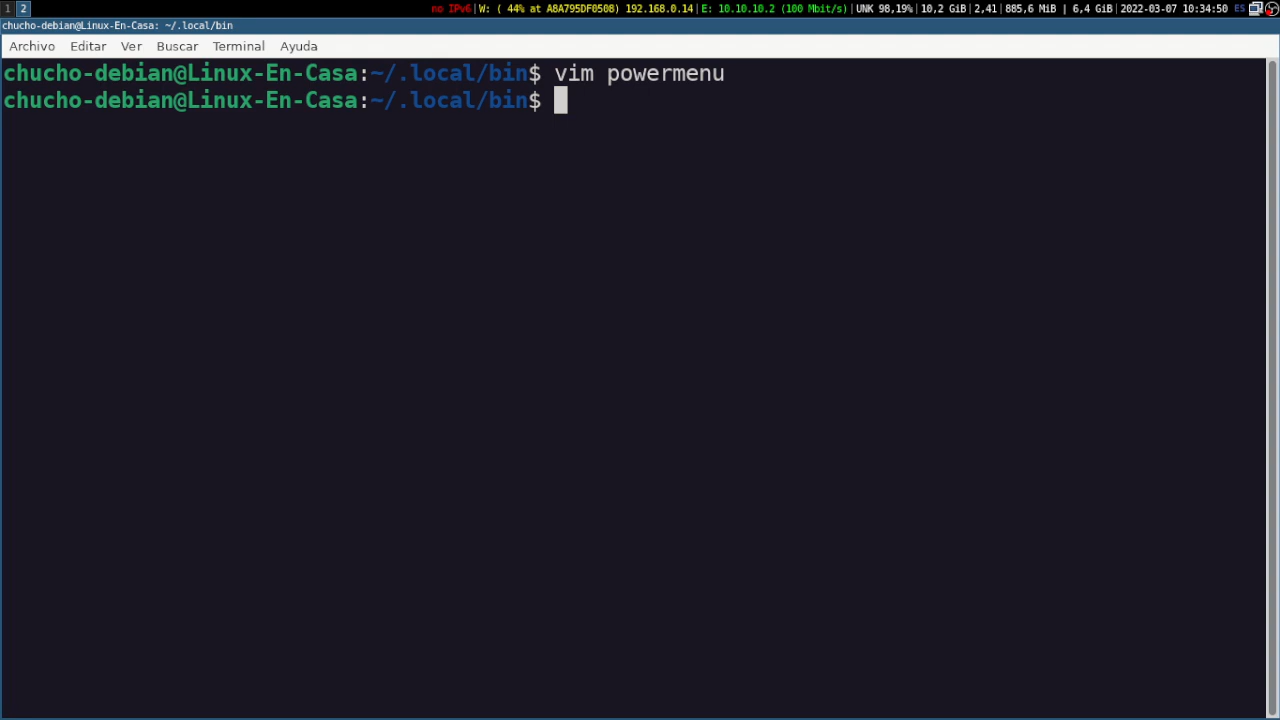 1 2 no IPv6|W: ( 44% at A8A795DF0508) 192.168.0.14|E: 10.10.10.2 (100 Mbit/s)|UNK 98,19%|10,2 GiB|2,41|885,6 MiB | 6,4 GiB|2022-03-07 10:34:50 ES
chucho-debian@Linux-En-Casa: ~/.local/bin
Archivo Editar Ver Buscar Terminal Ayuda
chucho-debian@Linux-En-Casa:~/.local/bin$ vim powermenu
chucho-debian@Linux-En-Casa:~/.local/bin$